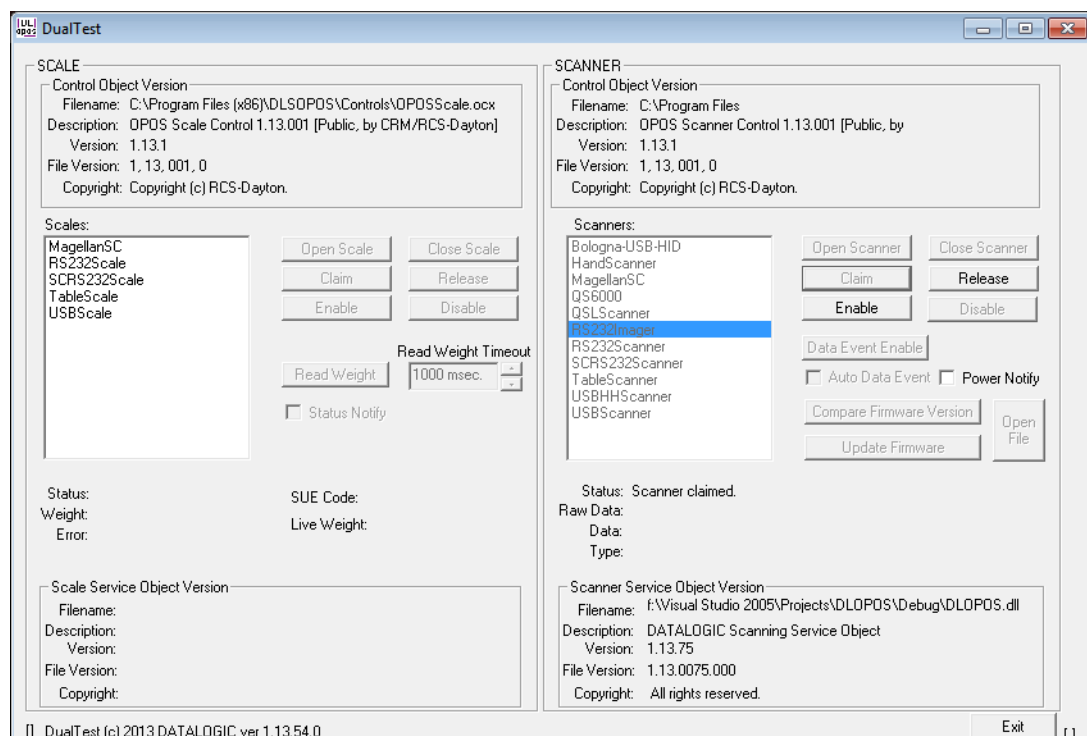 UL
opos
DualTest
SCALE
Control Object Version
Filename: C:\Program Files (x86)\DLSOPOS\Controls\OPOSScale.ocx
Description: OPOS Scale Control 1.13.001 [Public, by CRM/RCS-Dayton]
Version: 1.13.1
File Version: 1, 13, 001, 0
Copyright: Copyright (c) RCS-Dayton.
Scales:
MagellanSC
RS232Scale
SCRS232Scale
TableScale
USBScale
Open Scale
Close Scale
Claim
Release
Enable
Disable
Read Weight Timeout
Read Weight
1000 msec.
Status Notify
Status:
Weight:
Error:
SUE Code:
Live Weight:
Scale Service Object Version
Filename:
Description:
Version:
File Version:
Copyright:
SCANNER
Control Object Version
Filename: C:\Program Files
Description: OPOS Scanner Control 1.13.001 [Public, by
Version: 1.13.1
File Version: 1, 13, 001, 0
Copyright: Copyright (c) RCS-Dayton.
Scanners:
Bologna-USB-HID
HandScanner
MagellanSC
QS6000
QSLScanner
RS232Imager
RS232Scanner
SCRS232Scanner
TableScanner
USBHHScanner
USBScanner
Open Scanner
Close Scanner
Claim
Release
Enable
Disable
Data Event Enable
Auto Data Event
Power Notify
Compare Firmware Version
Open File
Update Firmware
Status: Scanner claimed.
Raw Data:
Data:
Type:
Scanner Service Object Version
Filename: f:\Visual Studio 2005\Projects\DLOPOS\Debug\DLOPOS.dll
Description: DATALOGIC Scanning Service Object
Version: 1.13.75
File Version: 1.13.0075.000
Copyright: All rights reserved.
[] DualTest (c) 2013 DATALOGIC ver 1.13.54.0
Exit
[ ]